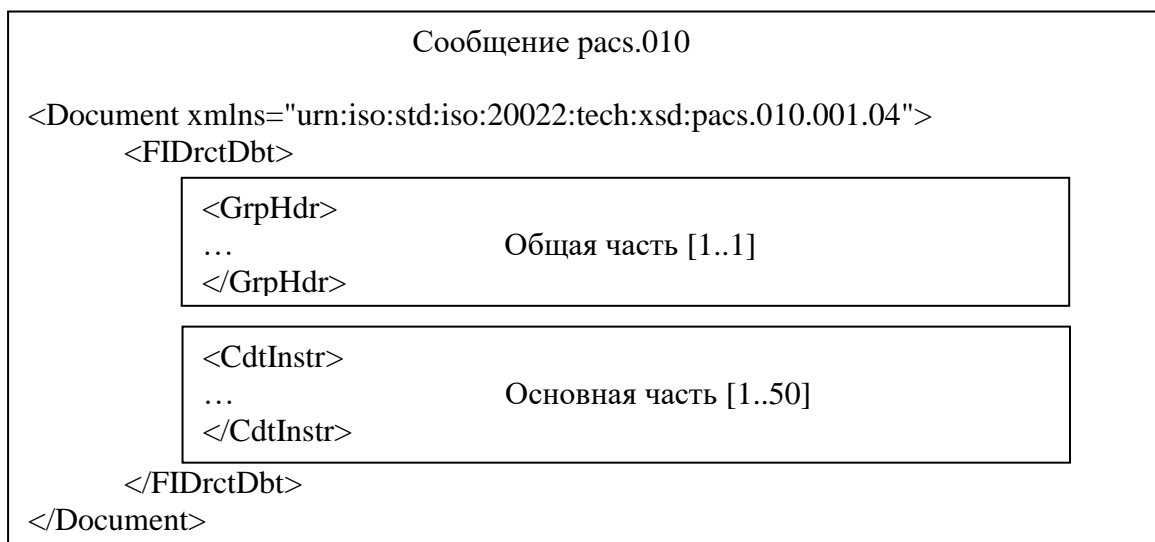 Сообщение pacs.010
<Document xmlns="urn:iso:std:iso:20022:tech:xsd:pacs.010.001.04">
<FIDrctDbt>
<GrpHdr>
… Общая часть [1..1]
</GrpHdr>
<CdtInstr>
… Основная часть [1..50]
</CdtInstr>
</FIDrctDbt>
</Document>